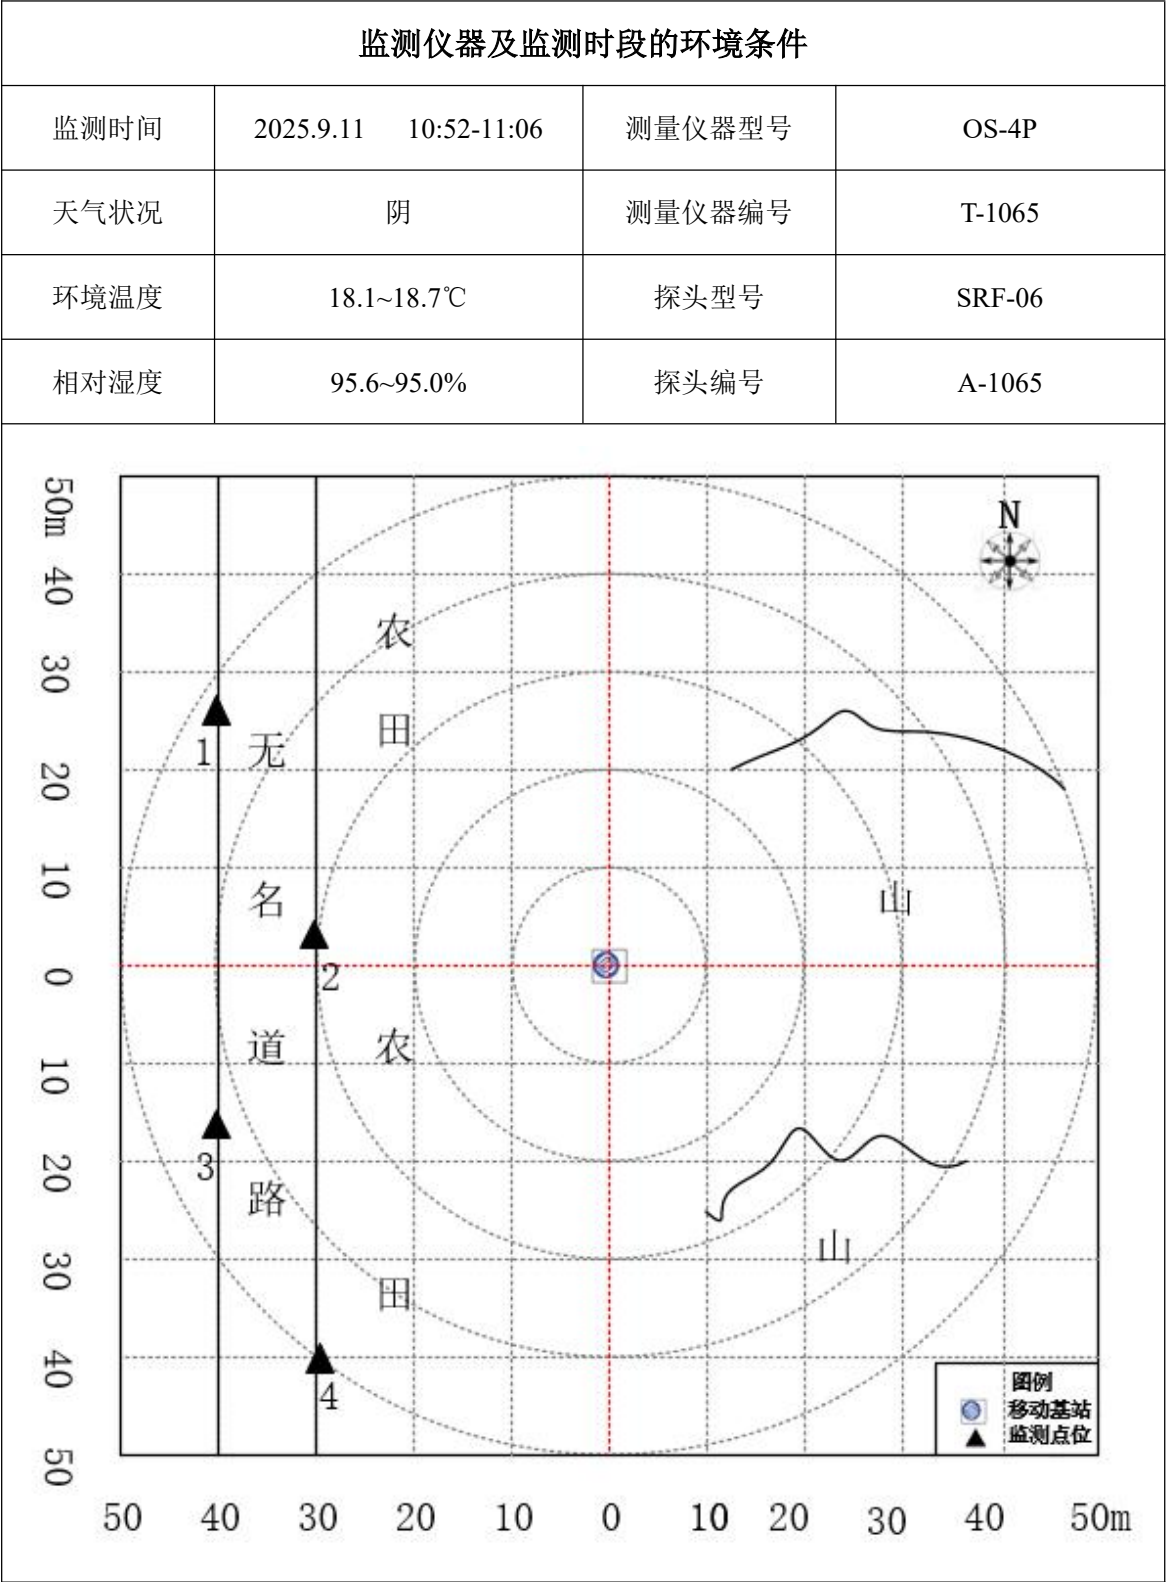 监测仪器及监测时段的环境条件
监测时间 2025.9.11 10:52-11:06 测量仪器型号 OS-4P
天气状况 阴 测量仪器编号 T-1065
环境温度 18.1~18.7℃ 探头型号 SRF-06
相对湿度 95.6~95.0% 探头编号 A-1065
50m
40
30
20
10
0
10
20
30
40
50
N
农
田
1
无
名
山
2
道
农
3
路
山
田
4
图例
移动基站
监测点位
50 40 30 20 10 0 10 20 30 40 50m